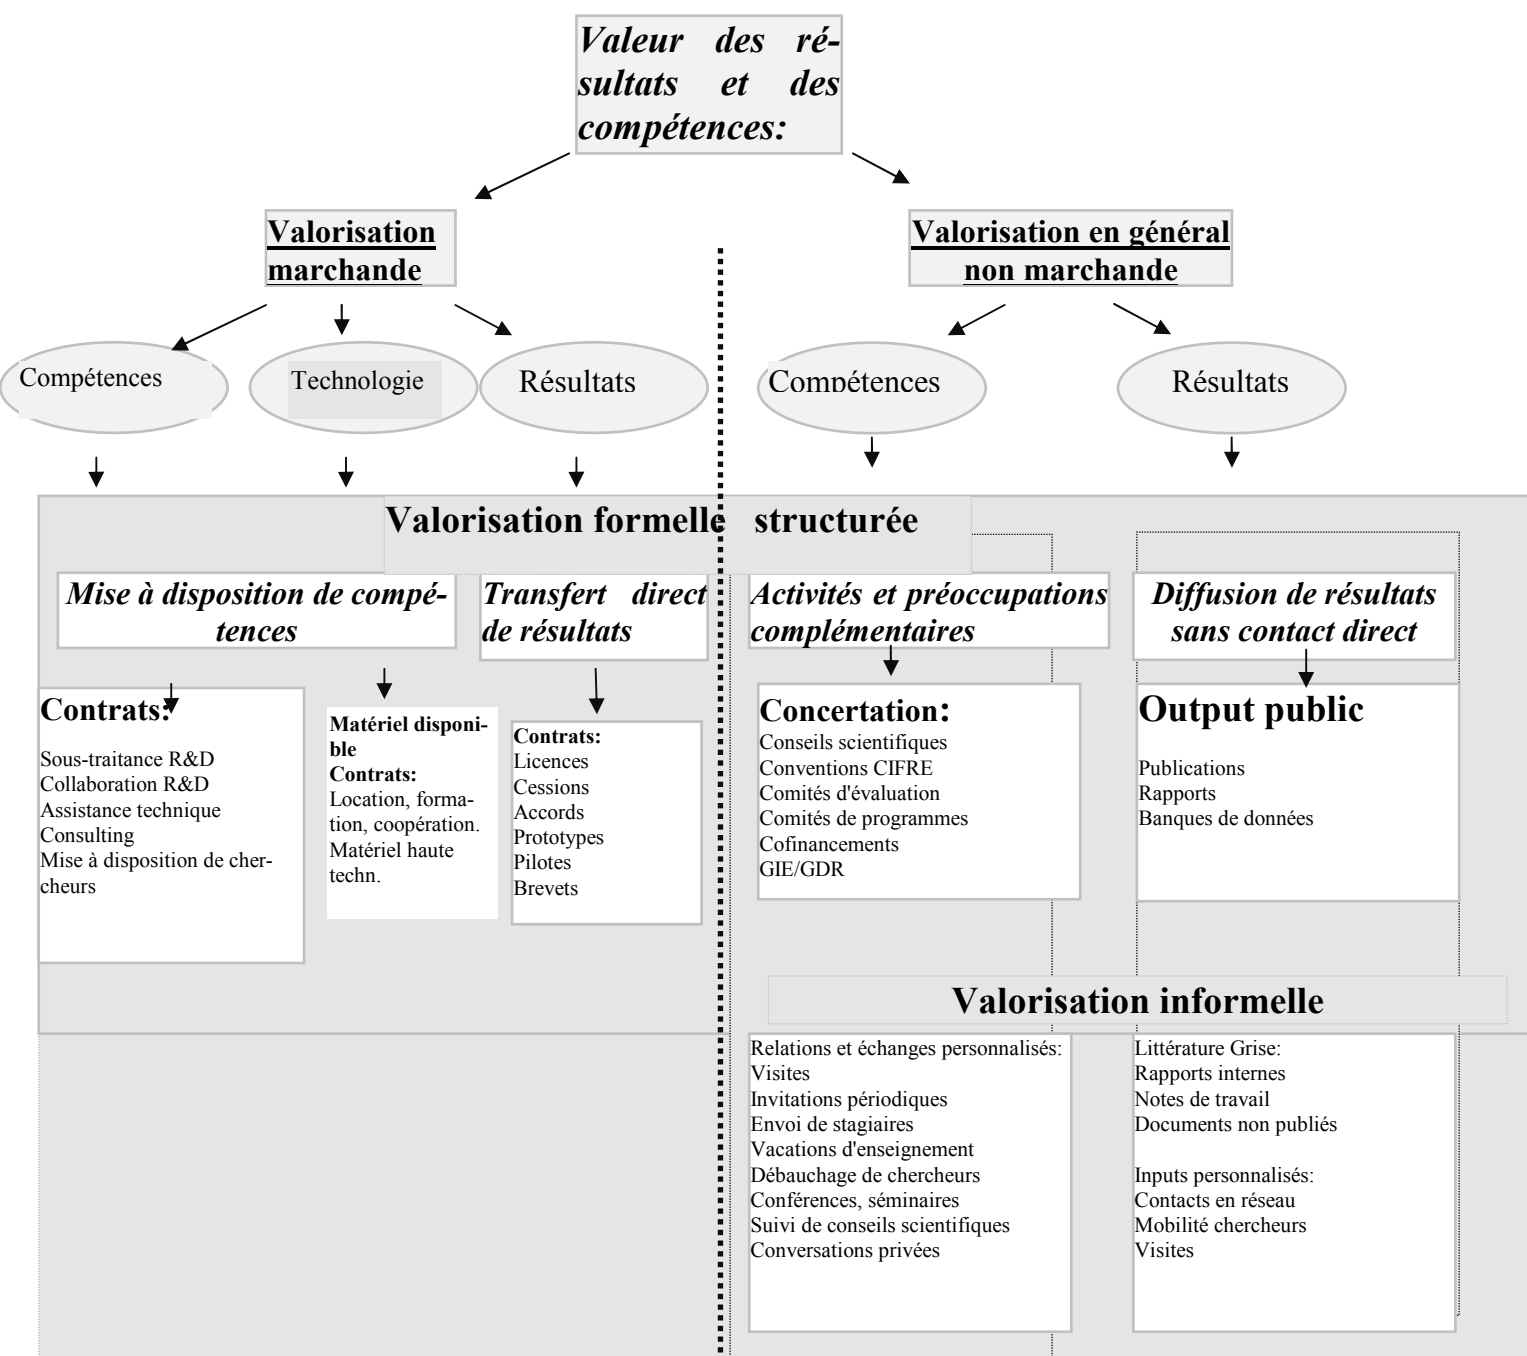 Valeur des ré-
sultats et des
compétences:
Valorisation
marchande
Valorisation en général
non marchande
Compétences
Technologie
Résultats
Compétences
Résultats
Valorisation formelle structurée
Mise à disposition de compé-
tences
Transfert direct
de résultats
Activités et préoccupations
complémentaires
Diffusion de résultats
sans contact direct
Contrats:
Sous-traitance R&D
Collaboration R&D
Assistance technique
Consulting
Mise à disposition de cher-
cheurs
Matériel disponi-
ble
Contrats:
Location, forma-
tion, coopération.
Matériel haute
techn.
Contrats:
Licences
Cessions
Accords
Prototypes
Pilotes
Brevets
Concertation:
Conseils scientifiques
Conventions CIFRE
Comités d'évaluation
Comités de programmes
Cofinancements
GIE/GDR
Output public
Publications
Rapports
Banques de données
Valorisation informelle
Relations et échanges personnalisés:
Visites
Invitations périodiques
Envoi de stagiaires
Vacations d'enseignement
Débauchage de chercheurs
Conférences, séminaires
Suivi de conseils scientifiques
Conversations privées
Littérature Grise:
Rapports internes
Notes de travail
Documents non publiés
Inputs personnalisés:
Contacts en réseau
Mobilité chercheurs
Visites